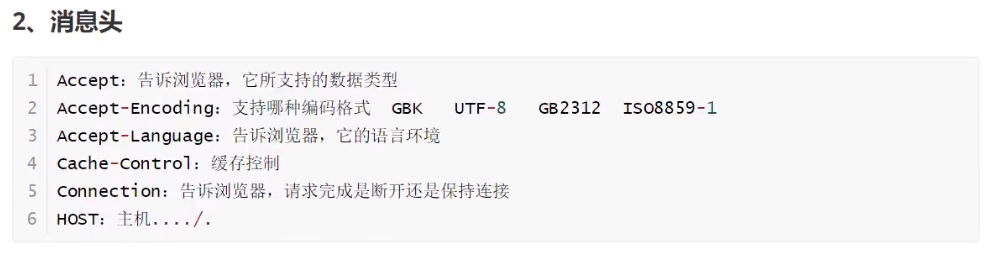 2、消息头
1 Accept：告诉浏览器，它所支持的数据类型
2 Accept-Encoding：支持哪种编码格式  GBK   UTF-8   GB2312  ISO8859-1
3 Accept-Language：告诉浏览器，它的语言环境
4 Cache-Control：缓存控制
5 Connection：告诉浏览器，请求完成是断开还是保持连接
6 HOST：主机..../.